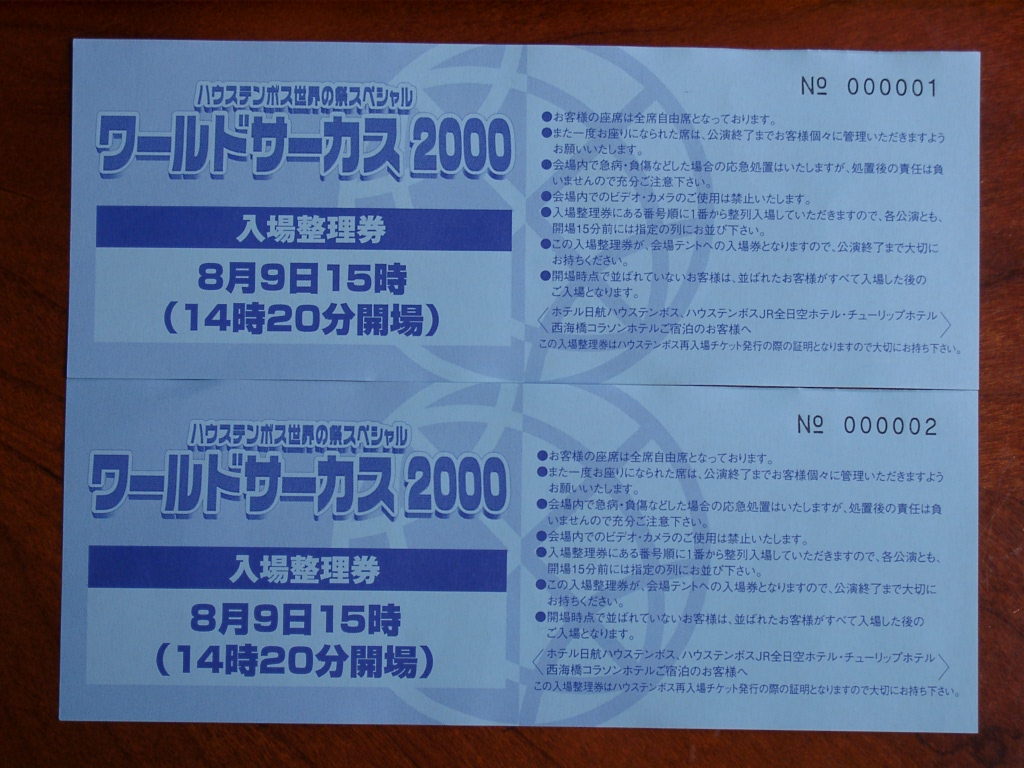 ハウステンボス世界の祭スペシャル
ワールドサーカス 2000
入場整理券
8月9日15時
(14時20分開場)
№ 000001
●お客様の座席は全席自由席となっております。
●また一度お座りになられた席は、公演終了までお客様個々に管理いただきますよう
お願いいたします。
●会場内で急病・負傷などした場合の応急処置はいたしますが、処置後の責任は負
いませんので充分ご注意下さい。
●会場内でのビデオ・カメラのご使用は禁止いたします。
●入場整理券にある番号順に1番から整列入場していただきますので、各公演とも、
開場15分前には指定の列にお並び下さい。
●この入場整理券が、会場テントへの入場券となりますので、公演終了まで大切に
お持ちください。
●開場時点で並ばれていないお客様は、並ばれたお客様がすべて入場した後の
ご入場となります。
〈ホテル日航ハウステンボス、ハウステンボスJR全日空ホテル・チューリップホテル
西海橋コラソンホテルご宿泊のお客様へ〉
この入場整理券はハウステンボス再入場チケット発行の際の証明となりますので大切にお持ち下さい。
ハウステンボス世界の祭スペシャル
ワールドサーカス 2000
入場整理券
8月9日15時
(14時20分開場)
№ 000002
●お客様の座席は全席自由席となっております。
●また一度お座りになられた席は、公演終了までお客様個々に管理いただきますよう
お願いいたします。
●会場内で急病・負傷などした場合の応急処置はいたしますが、処置後の責任は負
いませんので充分ご注意下さい。
●会場内でのビデオ・カメラのご使用は禁止いたします。
●入場整理券にある番号順に1番から整列入場していただきますので、各公演とも、
開場15分前には指定の列にお並び下さい。
●この入場整理券が、会場テントへの入場券となりますので、公演終了まで大切に
お持ちください。
●開場時点で並ばれていないお客様は、並ばれたお客様がすべて入場した後の
ご入場となります。
〈ホテル日航ハウステンボス、ハウステンボスJR全日空ホテル・チューリップホテル
西海橋コラソンホテルご宿泊のお客様へ〉
この入場整理券はハウステンボス再入場チケット発行の際の証明となりますので大切にお持ち下さい。